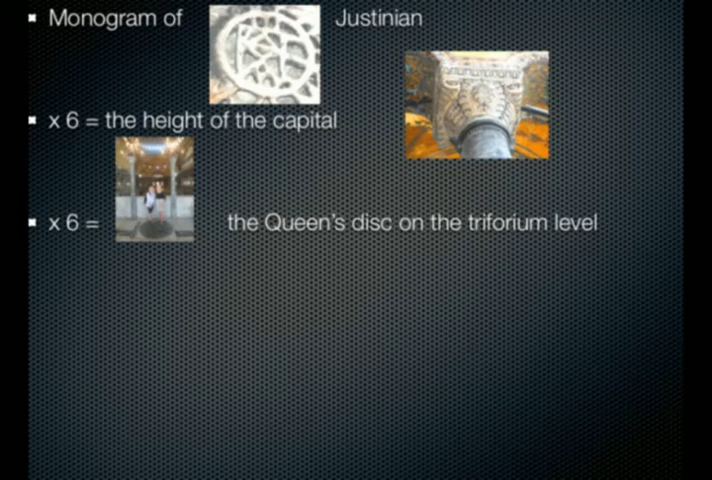 Monogram of Justinian
x 6 = the height of the capital
x 6 = the Queen's disc on the triforium level